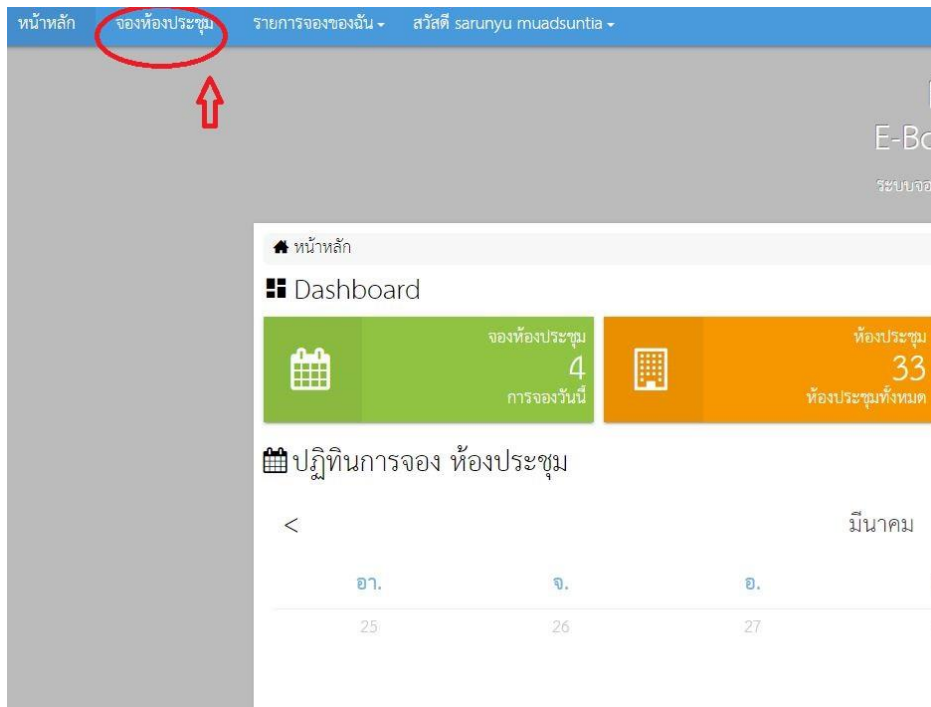 หน้าหลัก จองห้องประชุม รายการจองของฉัน สวัสดี sarunyu muadsuntia
หน้าหลัก
Dashboard
จองห้องประชุม
4
การจองวันนี้
ห้องประชุม
33
ห้องประชุมทั้งหมด
ปฏิทินการจอง ห้องประชุม
< มีนาคม
อา. จ. อ.
25 26 27